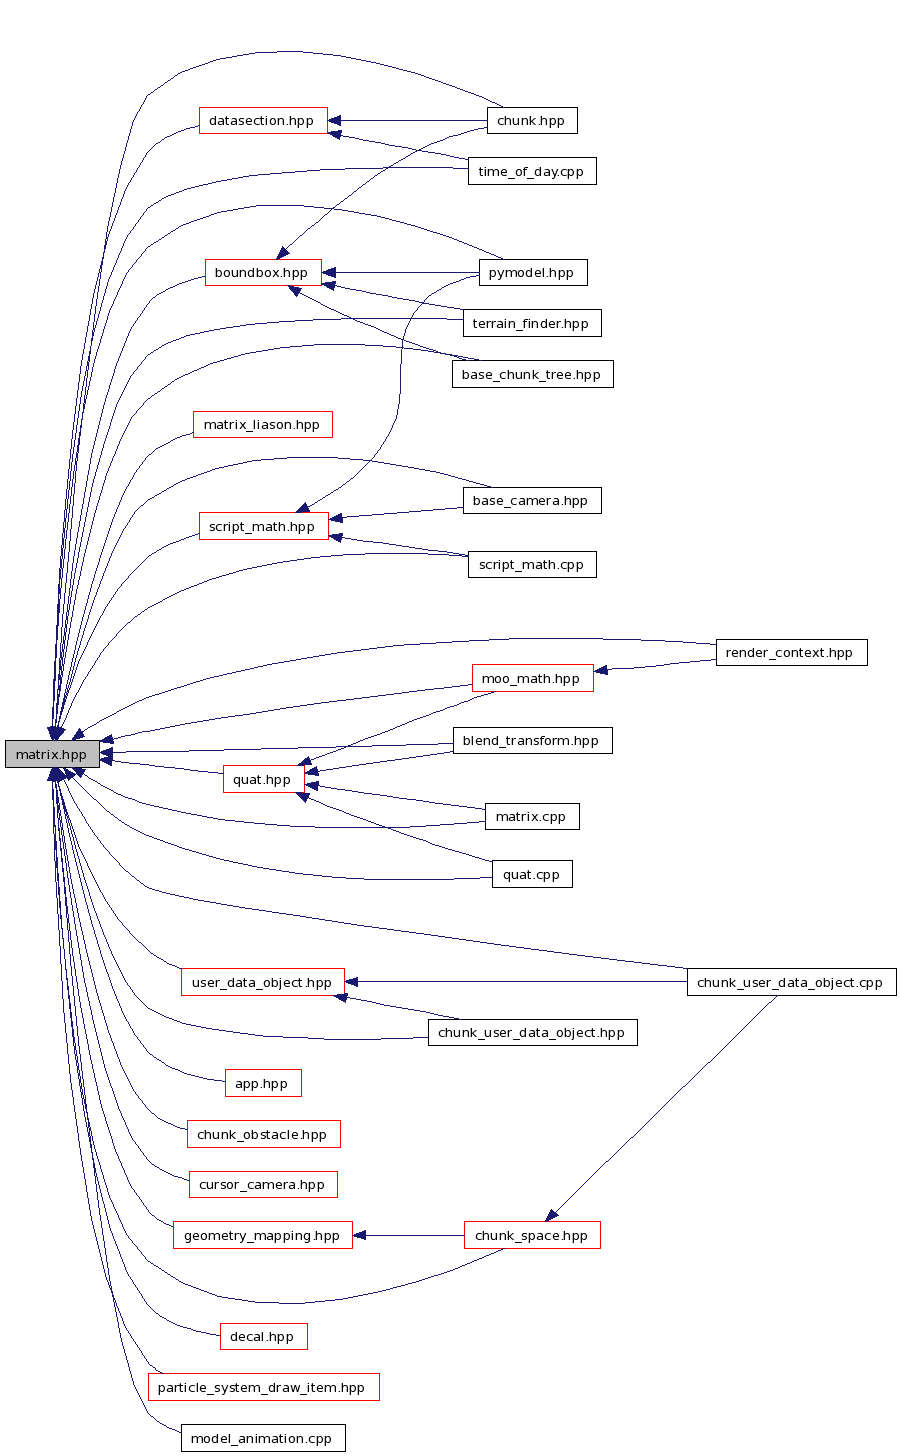 datasection.hpp
chunk.hpp
time_of_day.cpp
boundbox.hpp
pymodel.hpp
terrain_finder.hpp
base_chunk_tree.hpp
matrix_liason.hpp
base_camera.hpp
script_math.hpp
script_math.cpp
render_context.hpp
moo_math.hpp
blend_transform.hpp
matrix.hpp
quat.hpp
matrix.cpp
quat.cpp
user_data_object.hpp
chunk_user_data_object.cpp
chunk_user_data_object.hpp
app.hpp
chunk_obstacle.hpp
cursor_camera.hpp
geometry_mapping.hpp
chunk_space.hpp
decal.hpp
particle_system_draw_item.hpp
model_animation.cpp